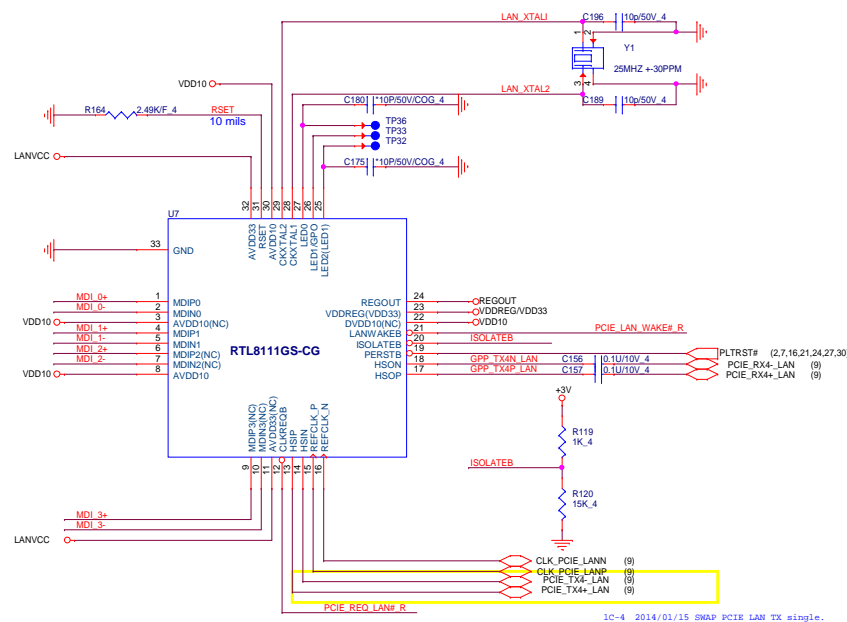 LAN_XTALI
C196
10p/50V_4
1
2
Y1
25MHZ +-30PPM
3
4
VDD10
LAN_XTAL2
C189
10p/50V_4
C180
*10P/50V/COG_4
R164
2.49K/F_4
RSET
10 mils
TP36
TP33
TP32
LANVCC
C175
*10P/50V/COG_4
32
31
30
29
28
27
26
25
U7
AVDD33
RSET
AVDD10
CKXTAL2
CKXTAL1
LED0
LED1/GPO
LED2(LED1)
33
GND
MDI_0+
1
MDIP0
MDI_0-
2
MDIN0
VDD10
3
AVDD10(NC)
MDI_1+
4
MDIP1
MDI_1-
5
MDIN1
MDI_2+
6
MDIP2(NC)
MDI_2-
7
MDIN2(NC)
VDD10
8
AVDD10
RTL8111GS-CG
REGOUT
24
REGOUT
VDDREG(VDD33)
23
VDDREG/VDD33
DVDD10(NC)
22
VDD10
LANWAKEB
21
PCIE_LAN_WAKE#_R
ISOLATEB
20
ISOLATEB
PERSTB
19
PLTRST#
(2,7,16,21,24,27,30)
HSON
18
GPP_TX4N_LAN
C156
0.1U/10V_4
PCIE_RX4-_LAN
(9)
HSOP
17
GPP_TX4P_LAN
C157
0.1U/10V_4
PCIE_RX4+_LAN
(9)
MDIP3(NC)
MDIN3(NC)
AVDD33(NC)
CLKREQB
HSIP
HSIN
REFCLK_P
REFCLK_N
9
10
11
12
13
14
15
16
+3V
R119
1K_4
ISOLATEB
R120
15K_4
MDI_3+
MDI_3-
LANVCC
CLK_PCIE_LANN
(9)
CLK_PCIE_LANP
(9)
PCIE_TX4-_LAN
(9)
PCIE_TX4+_LAN
(9)
PCIE_REQ_LAN#_R
1C-4 2014/01/15 SWAP PCIE LAN TX single.